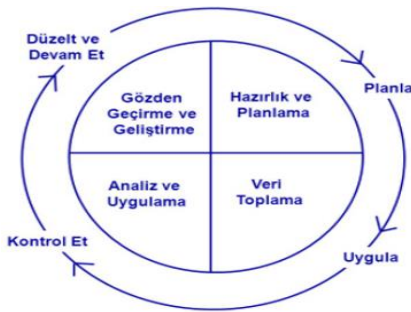 Düzelt ve
Devam Et
Gözden
Geçirme ve
Geliştirme
Hazırlık ve
Planlama
Planla
Analiz ve
Uygulama
Veri
Toplama
Kontrol Et
Uygula